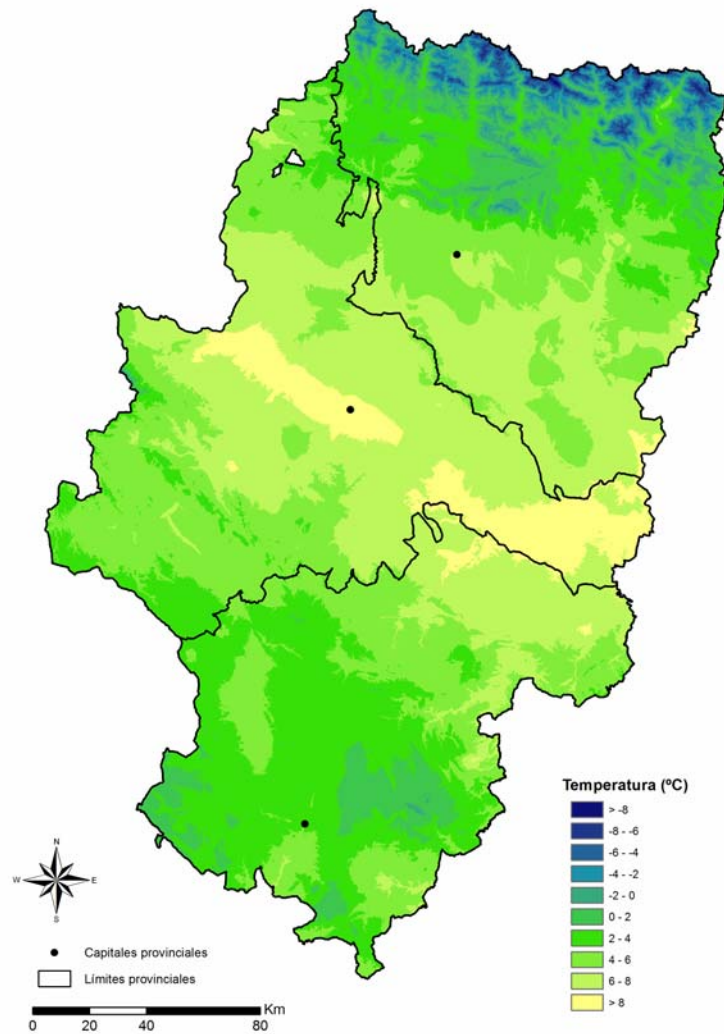 Temperatura (ºC)
> -8
-8 - -6
-6 - -4
-4 - -2
-2 - 0
0 - 2
2 - 4
4 - 6
6 - 8
> 8
N
W E
S
Capitales provinciales
Límites provinciales
Km
0 20 40 80